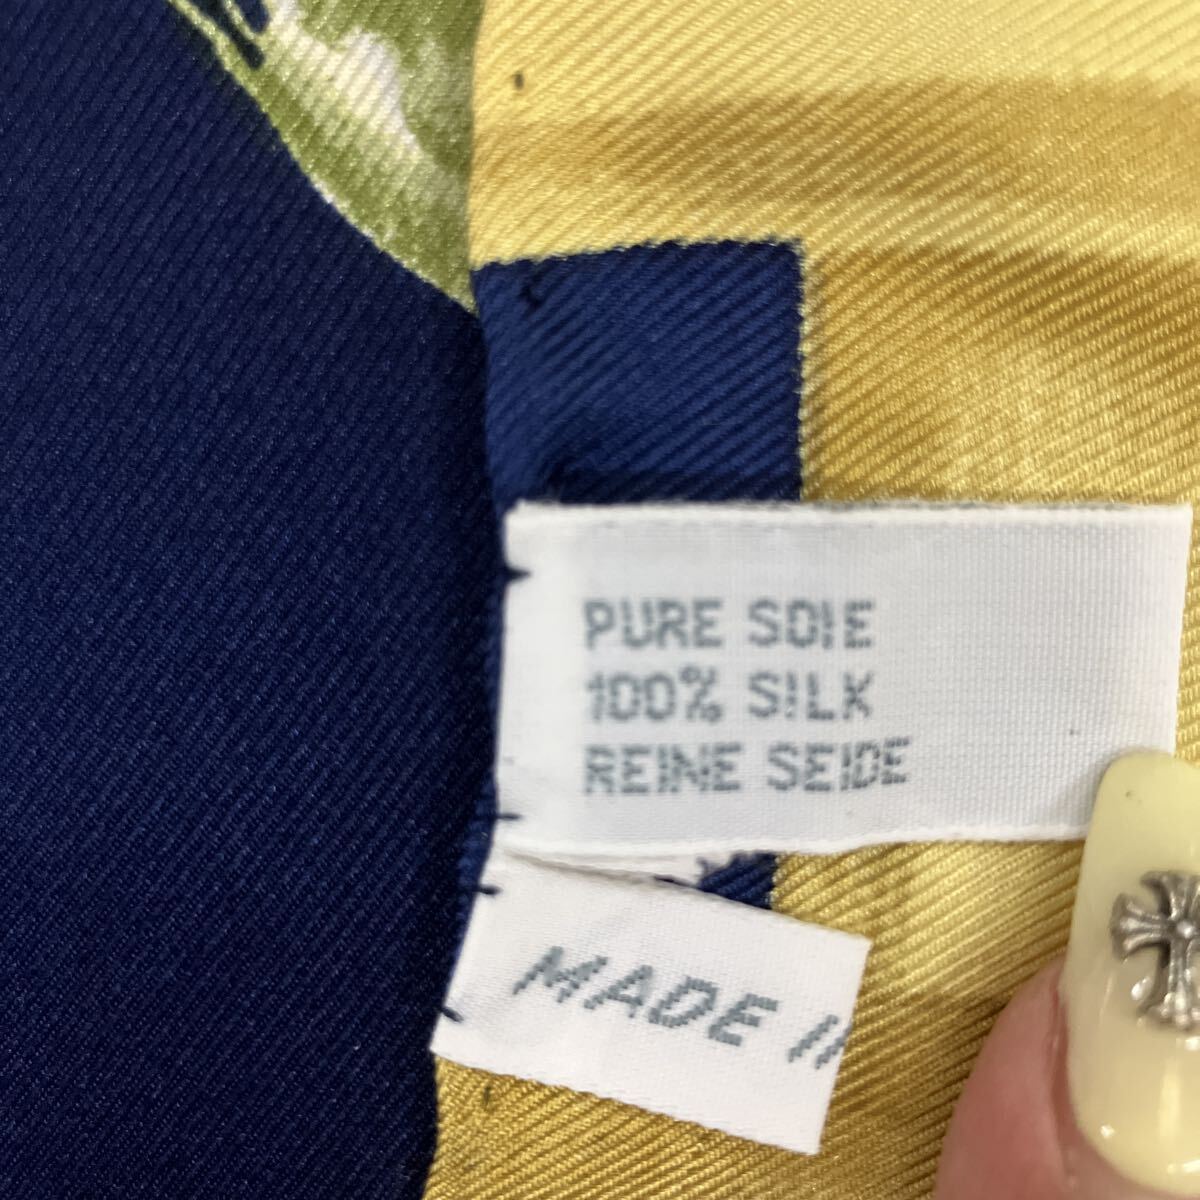 PURE SOIE
100% SILK
REINE SEIDE
MADE